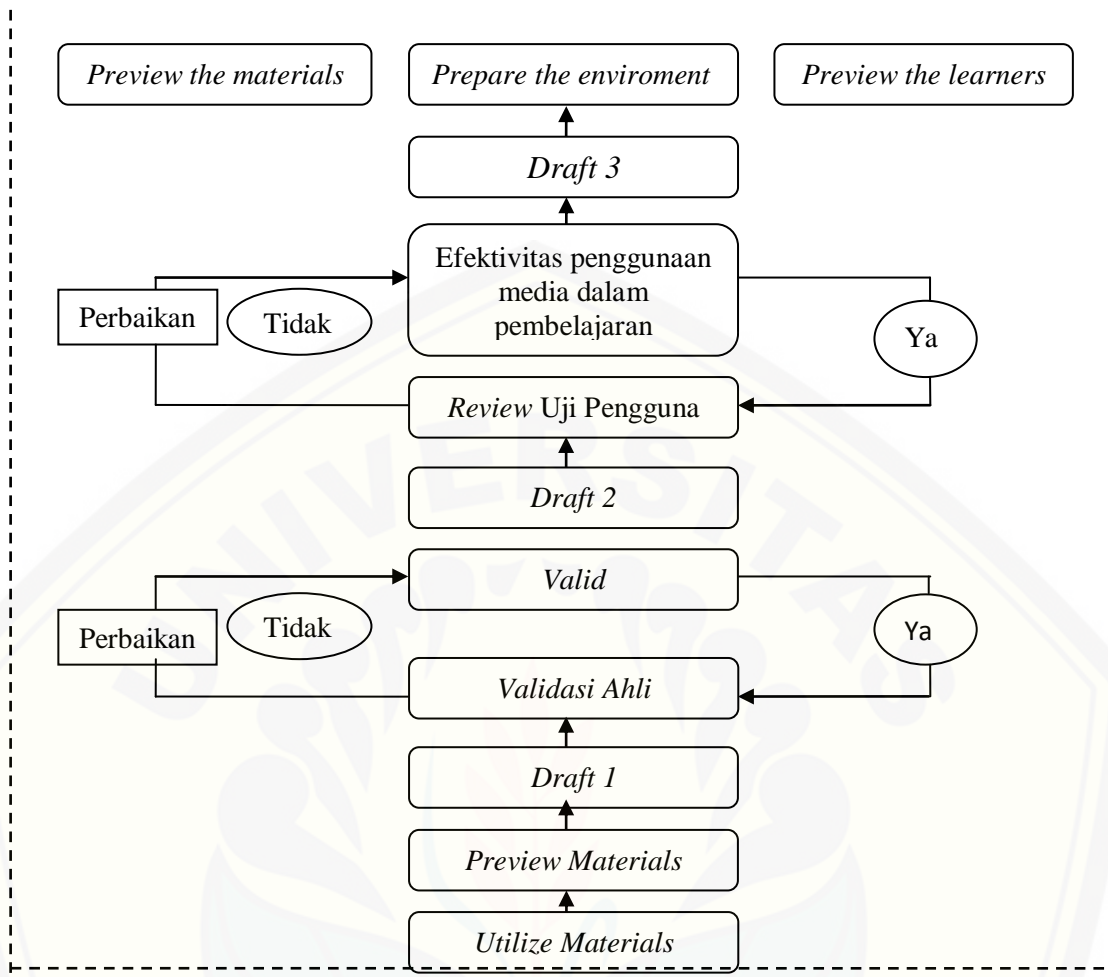 Preview the materials
Prepare the enviroment
Preview the learners
Draft 3
Efektivitas penggunaan
media dalam
pembelajaran
Perbaikan
Tidak
Ya
Review Uji Pengguna
Draft 2
Valid
Perbaikan
Tidak
Ya
Validasi Ahli
Draft 1
Preview Materials
Utilize Materials
UNIVERSITAS